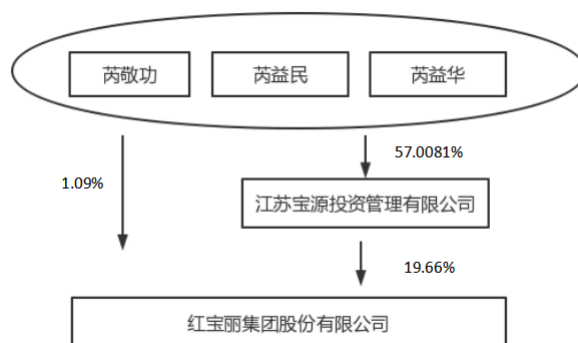 芮敬功 芮益民 芮益华
57.0081%
1.09%
江苏宝源投资管理有限公司
19.66%
红宝丽集团股份有限公司